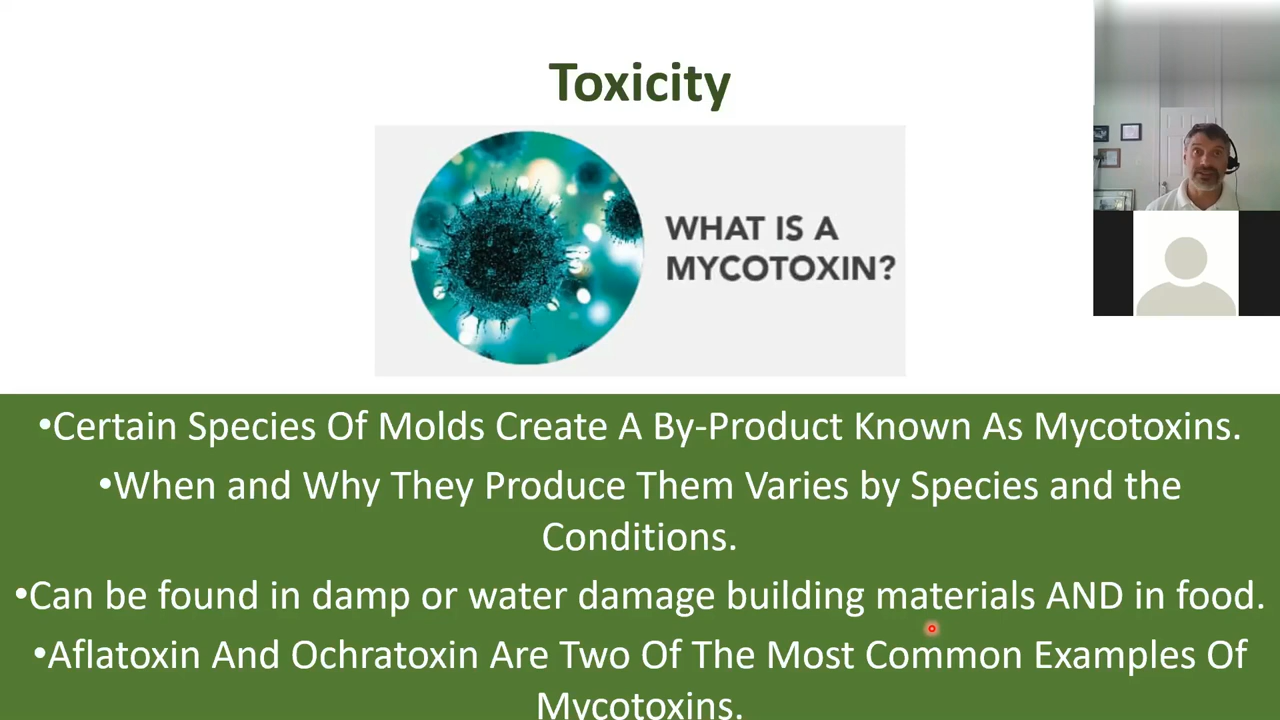 Toxicity
WHAT IS A
MYCOTOXIN?
•Certain Species Of Molds Create A By-Product Known As Mycotoxins.
•When and Why They Produce Them Varies by Species and the
Conditions.
•Can be found in damp or water damage building materials AND in food.
•Aflatoxin And Ochratoxin Are Two Of The Most Common Examples Of
Mycotoxins.